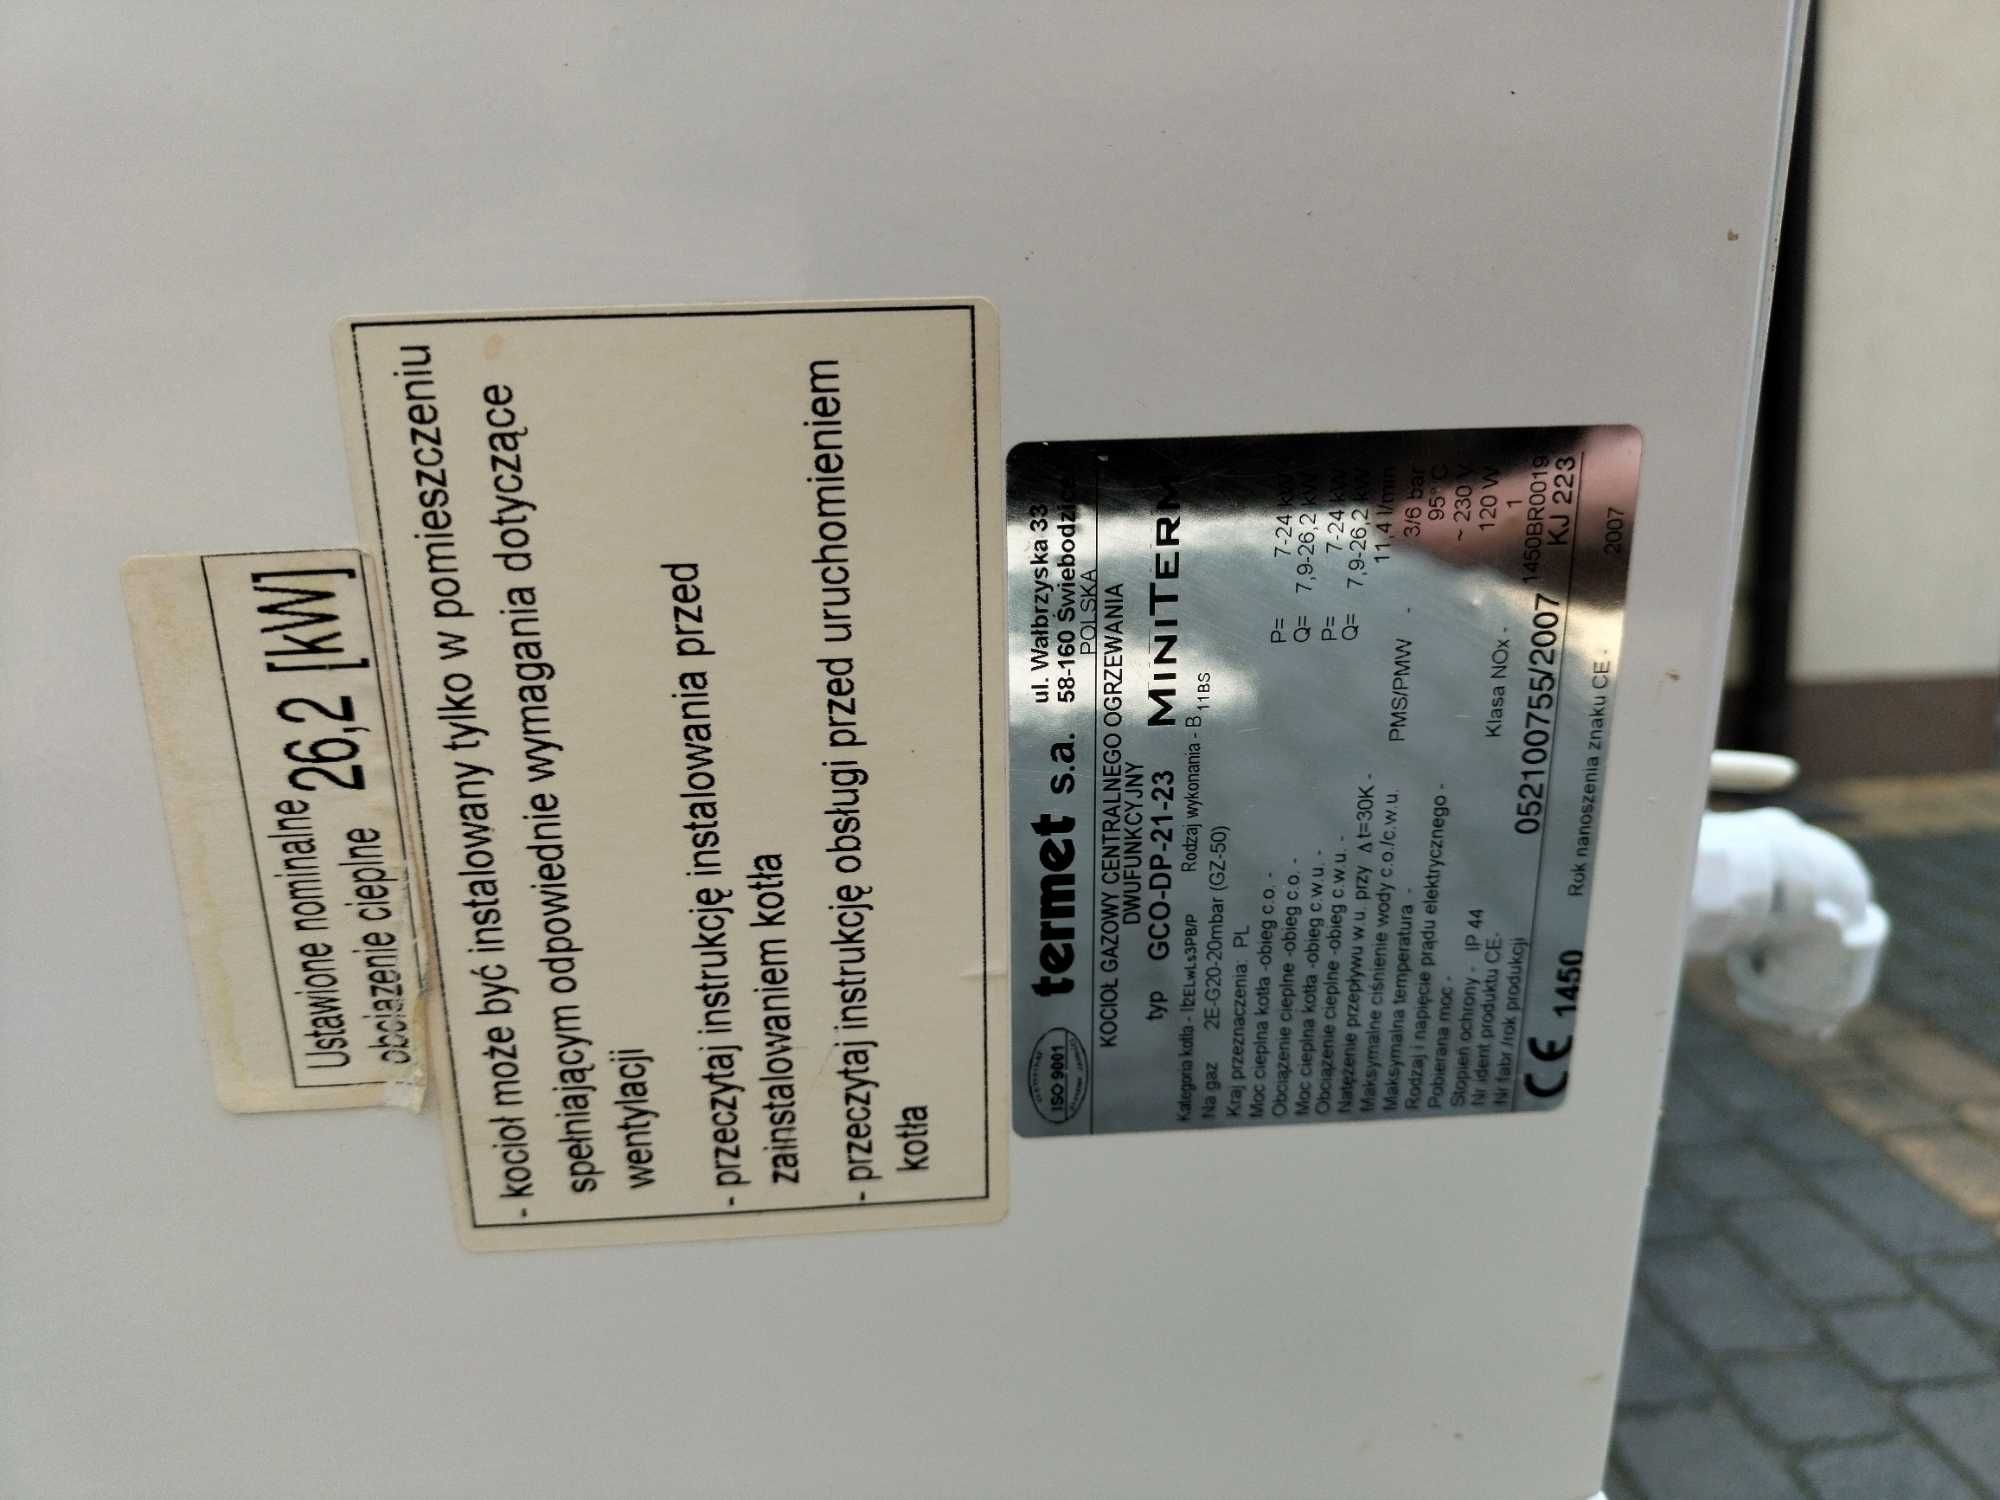 Ustawione nominalne
obciążenie cieplne 26,2 [kW]
- kocioł może być instalowany tylko w pomieszczeniu
spełniającym odpowiednie wymagania dotyczące
wentylacji
- przeczytaj instrukcję instalowania przed
zainstalowaniem kotła
- przeczytaj instrukcję obsługi przed uruchomieniem
kotła
ISO 9001
termet s.a.
ul. Wałbrzyska 33
58-160 Świebodzice
POLSKA
KOCIOŁ GAZOWY CENTRALNEGO OGRZEWANIA
DWUFUNKCYJNY
typ GCO-DP-21-23 MINITERM
Kategoria kotła - II2ELwLs3PB/P Rodzaj wykonania - B11BS
Na gaz 2E-G20-20mbar (GZ-50)
Kraj przeznaczenia: PL
Moc cieplna kotła -obieg c.o. - P= 7-24 kW
Obciążenie cieplne -obieg c.o. - Q= 7,9-26,2 kW
Moc cieplna kotła -obieg c.w.u. - P= 7-24 kW
Obciążenie cieplne -obieg c.w.u. - Q= 7,9-26,2 kW
Natężenie przepływu w.u. przy Δt=30K - 11,4 l/min
Maksymalne ciśnienie wody c.o./c.w.u. PMS/PMW - 3/6 bar
Maksymalna temperatura - 95°C
Rodzaj i napięcie prądu elektrycznego - ~ 230 V
Pobierana moc - 120 W
Stopień ochrony - IP 44 Klasa NOx - 1
Nr ident produktu CE- 1450BR0019
Nr fabr /rok produkcji 052100755/2007 KJ 223
CE 1450 Rok nanoszenia znaku CE - 2007